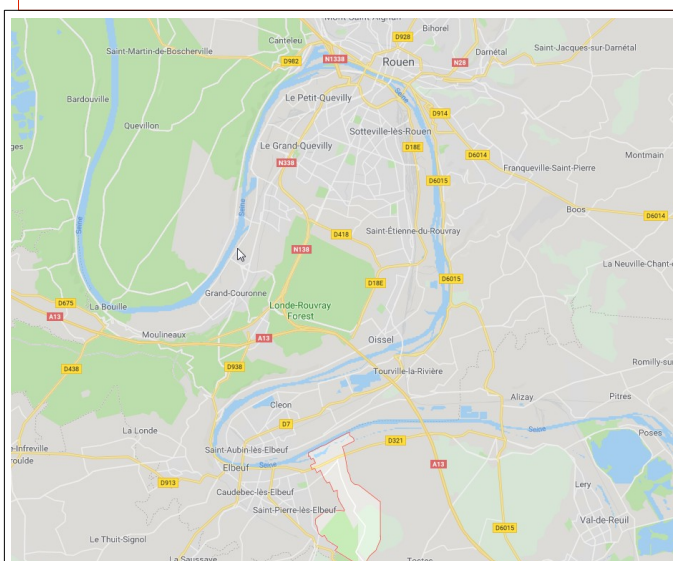 Mont-Saint-Aignan
Bihorel
D928
Canteleu
Saint-Martin-de-Boscherville
D982
N1338
Rouen
Darnétal
N28
Saint-Jacques-sur-Darnétal
Bardouville
Le Petit-Quevilly
Seine
D914
Quevillon
Sotteville-lès-Rouen
Le Grand-Quevilly
D18E
D6014
Montmain
N338
Franqueville-Saint-Pierre
D6015
Seine
Boos
D6014
Seine
D418
Saint-Étienne-du-Rouvray
N138
La Neuville-Chant-
D18E
D6015
Grand-Couronne
D675
La Bouille
Londe-Rouvray
Forest
A13
Moulineaux
A13
Oissel
D438
D938
Tourville-la-Rivière
Romilly-su
Cleon
Alizay
Pitres
D7
La Londe
Seine
Poses
D321
e-Infreville
Saint-Aubin-lès-Elbeuf
roulde
Elbeuf
Seine
A13
D913
Caudebec-lès-Elbeuf
Lery
Saint-Pierre-lès-Elbeuf
Val-de-Reuil
D6015
Le Thuit-Signol
La Saussaye
Tostes